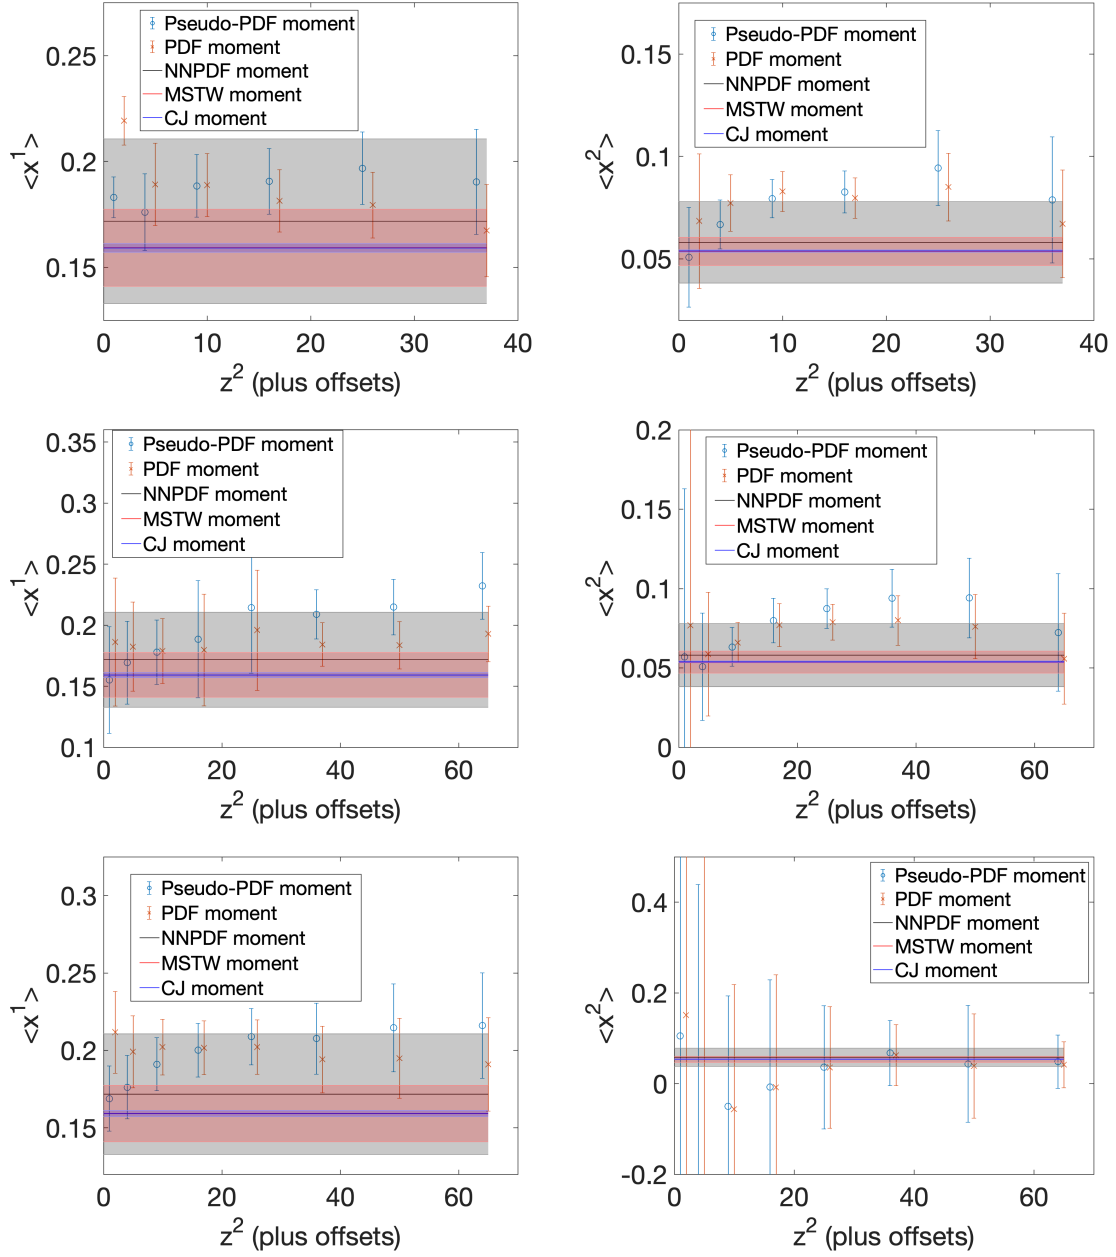 0.25
0.2
0.15
<x¹>
Pseudo-PDF moment
PDF moment
NNPDF moment
MSTW moment
CJ moment
0 10 20 30 40
z² (plus offsets)
0.15
0.1
0.05
<x²>
Pseudo-PDF moment
PDF moment
NNPDF moment
MSTW moment
CJ moment
0 10 20 30 40
z² (plus offsets)
0.35
0.3
0.25
0.2
0.15
0.1
<x¹>
Pseudo-PDF moment
PDF moment
NNPDF moment
MSTW moment
CJ moment
0 20 40 60
z² (plus offsets)
0.2
0.15
0.1
0.05
0
<x²>
Pseudo-PDF moment
PDF moment
NNPDF moment
MSTW moment
CJ moment
0 20 40 60
z² (plus offsets)
0.3
0.25
0.2
0.15
<x¹>
Pseudo-PDF moment
PDF moment
NNPDF moment
MSTW moment
CJ moment
0 20 40 60
z² (plus offsets)
0.4
0.2
0
-0.2
<x²>
Pseudo-PDF moment
PDF moment
NNPDF moment
MSTW moment
CJ moment
0 20 40 60
z² (plus offsets)